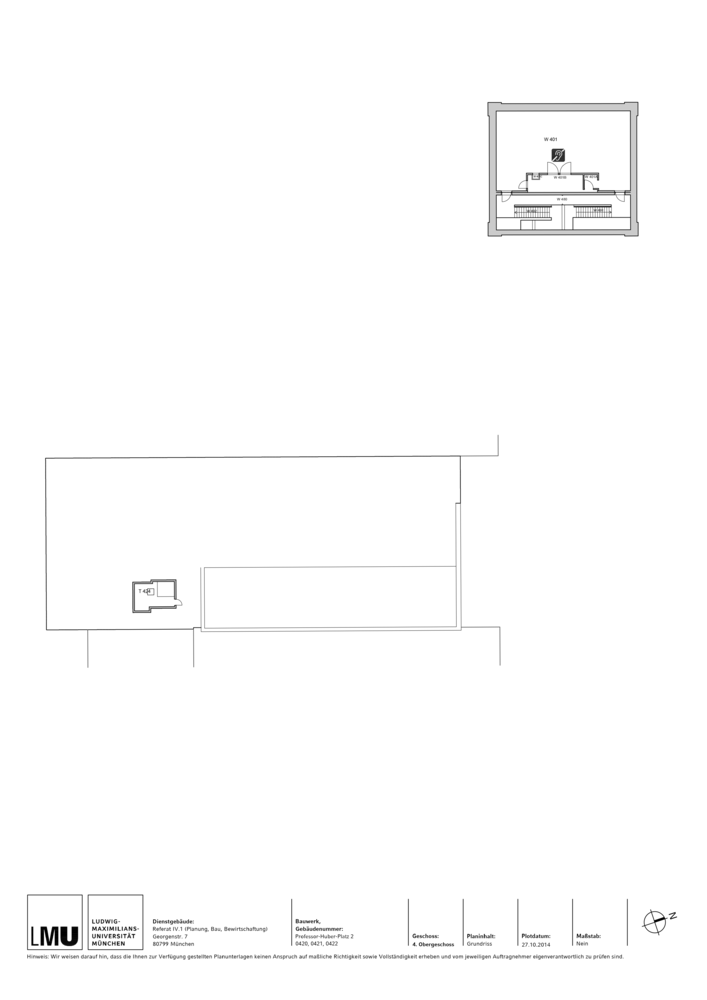 W 401
W 401B
W 401A
W 400
T 424
LMU
LUDWIG-
MAXIMILIANS-
UNIVERSITÄT
MÜNCHEN
Dienstgebäude:
Referat IV.1 (Planung, Bau, Bewirtschaftung)
Georgenstr. 7
80799 München
Bauwerk,
Gebäudenummer:
Professor-Huber-Platz 2
0420, 0421, 0422
Geschoss:
4. Obergeschoss
Planinhalt:
Grundriss
Plotdatum:
27.10.2014
Maßstab:
Nein
N
Hinweis: Wir weisen darauf hin, dass die Ihnen zur Verfügung gestellten Planunterlagen keinen Anspruch auf maßliche Richtigkeit sowie Vollständigkeit erheben und vom jeweiligen Auftragnehmer eigenverantwortlich zu prüfen sind.